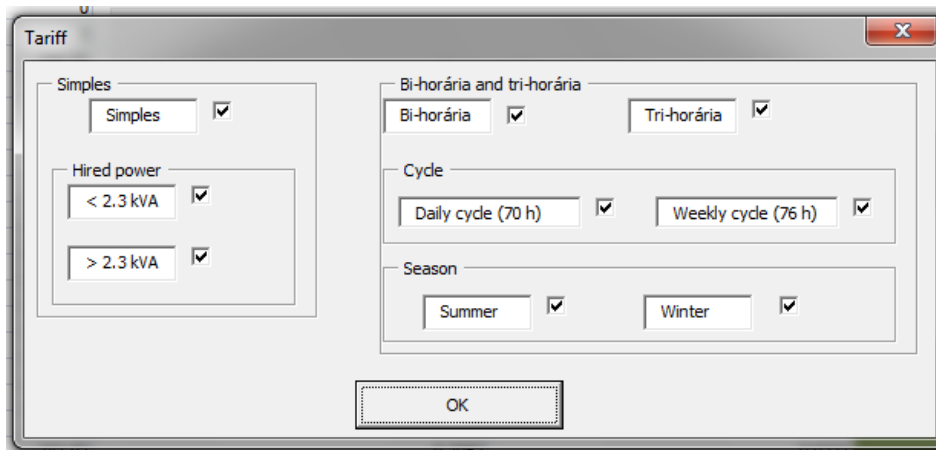 0
Tariff
Simples
Simples
Hired power
< 2.3 kVA
> 2.3 kVA
Bi-horária and tri-horária
Bi-horária Tri-horária
Cycle
Daily cycle (70 h) Weekly cycle (76 h)
Season
Summer Winter
OK